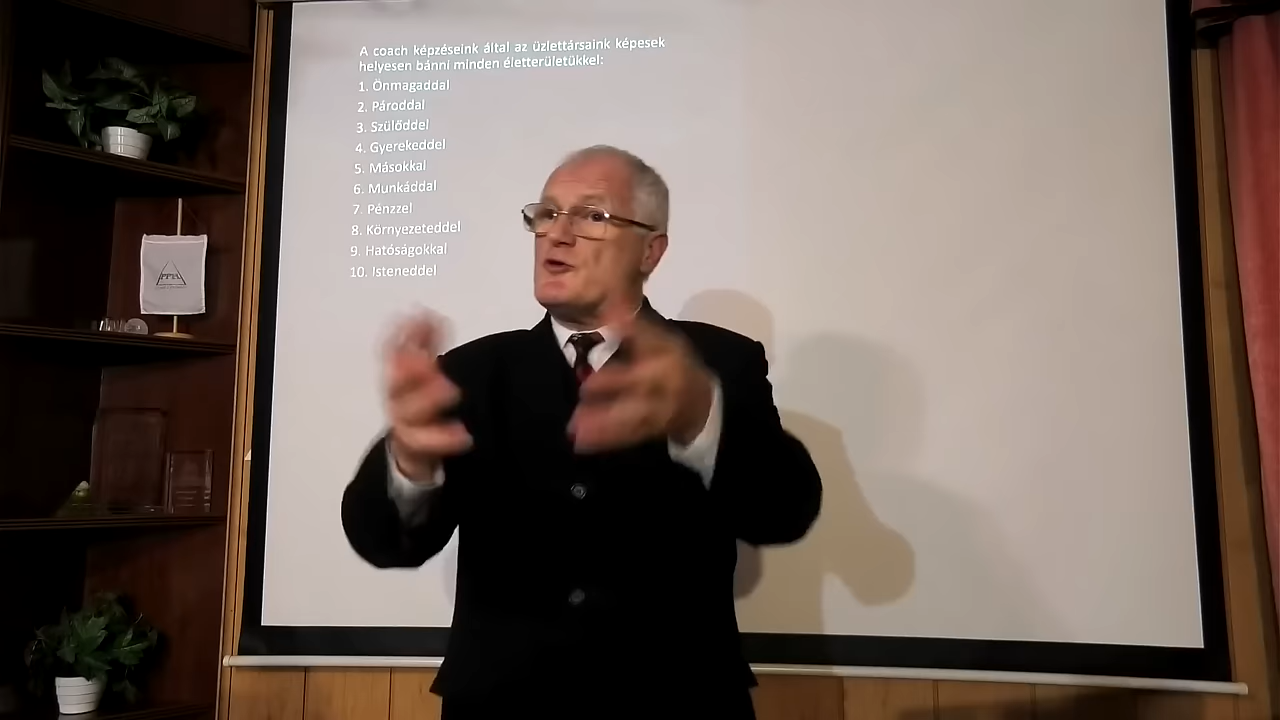 A coach képzéseink által az üzlettársaink képesek
helyesen bánni minden életterületükkel:
1. Önmagaddal
2. Pároddal
3. Szülőddel
4. Gyerekeddel
5. Másokkal
6. Munkáddal
7. Pénzzel
8. Környezeteddel
9. Hatóságokkal
10. Isteneddel